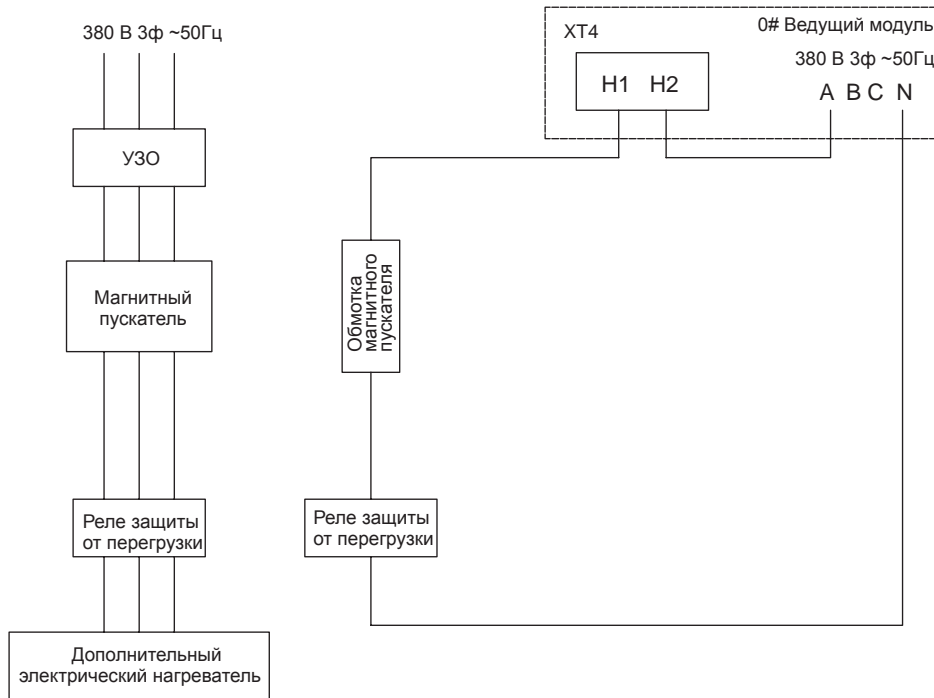 380 В 3ф ~50Гц
УЗО
Магнитный
пускатель
Реле защиты
от перегрузки
Дополнительный
электрический нагреватель
XT4
0# Ведущий модуль
380 В 3ф ~50Гц
H1 H2
A B C N
Обмотка
магнитного
пускателя
Реле защиты
от перегрузки